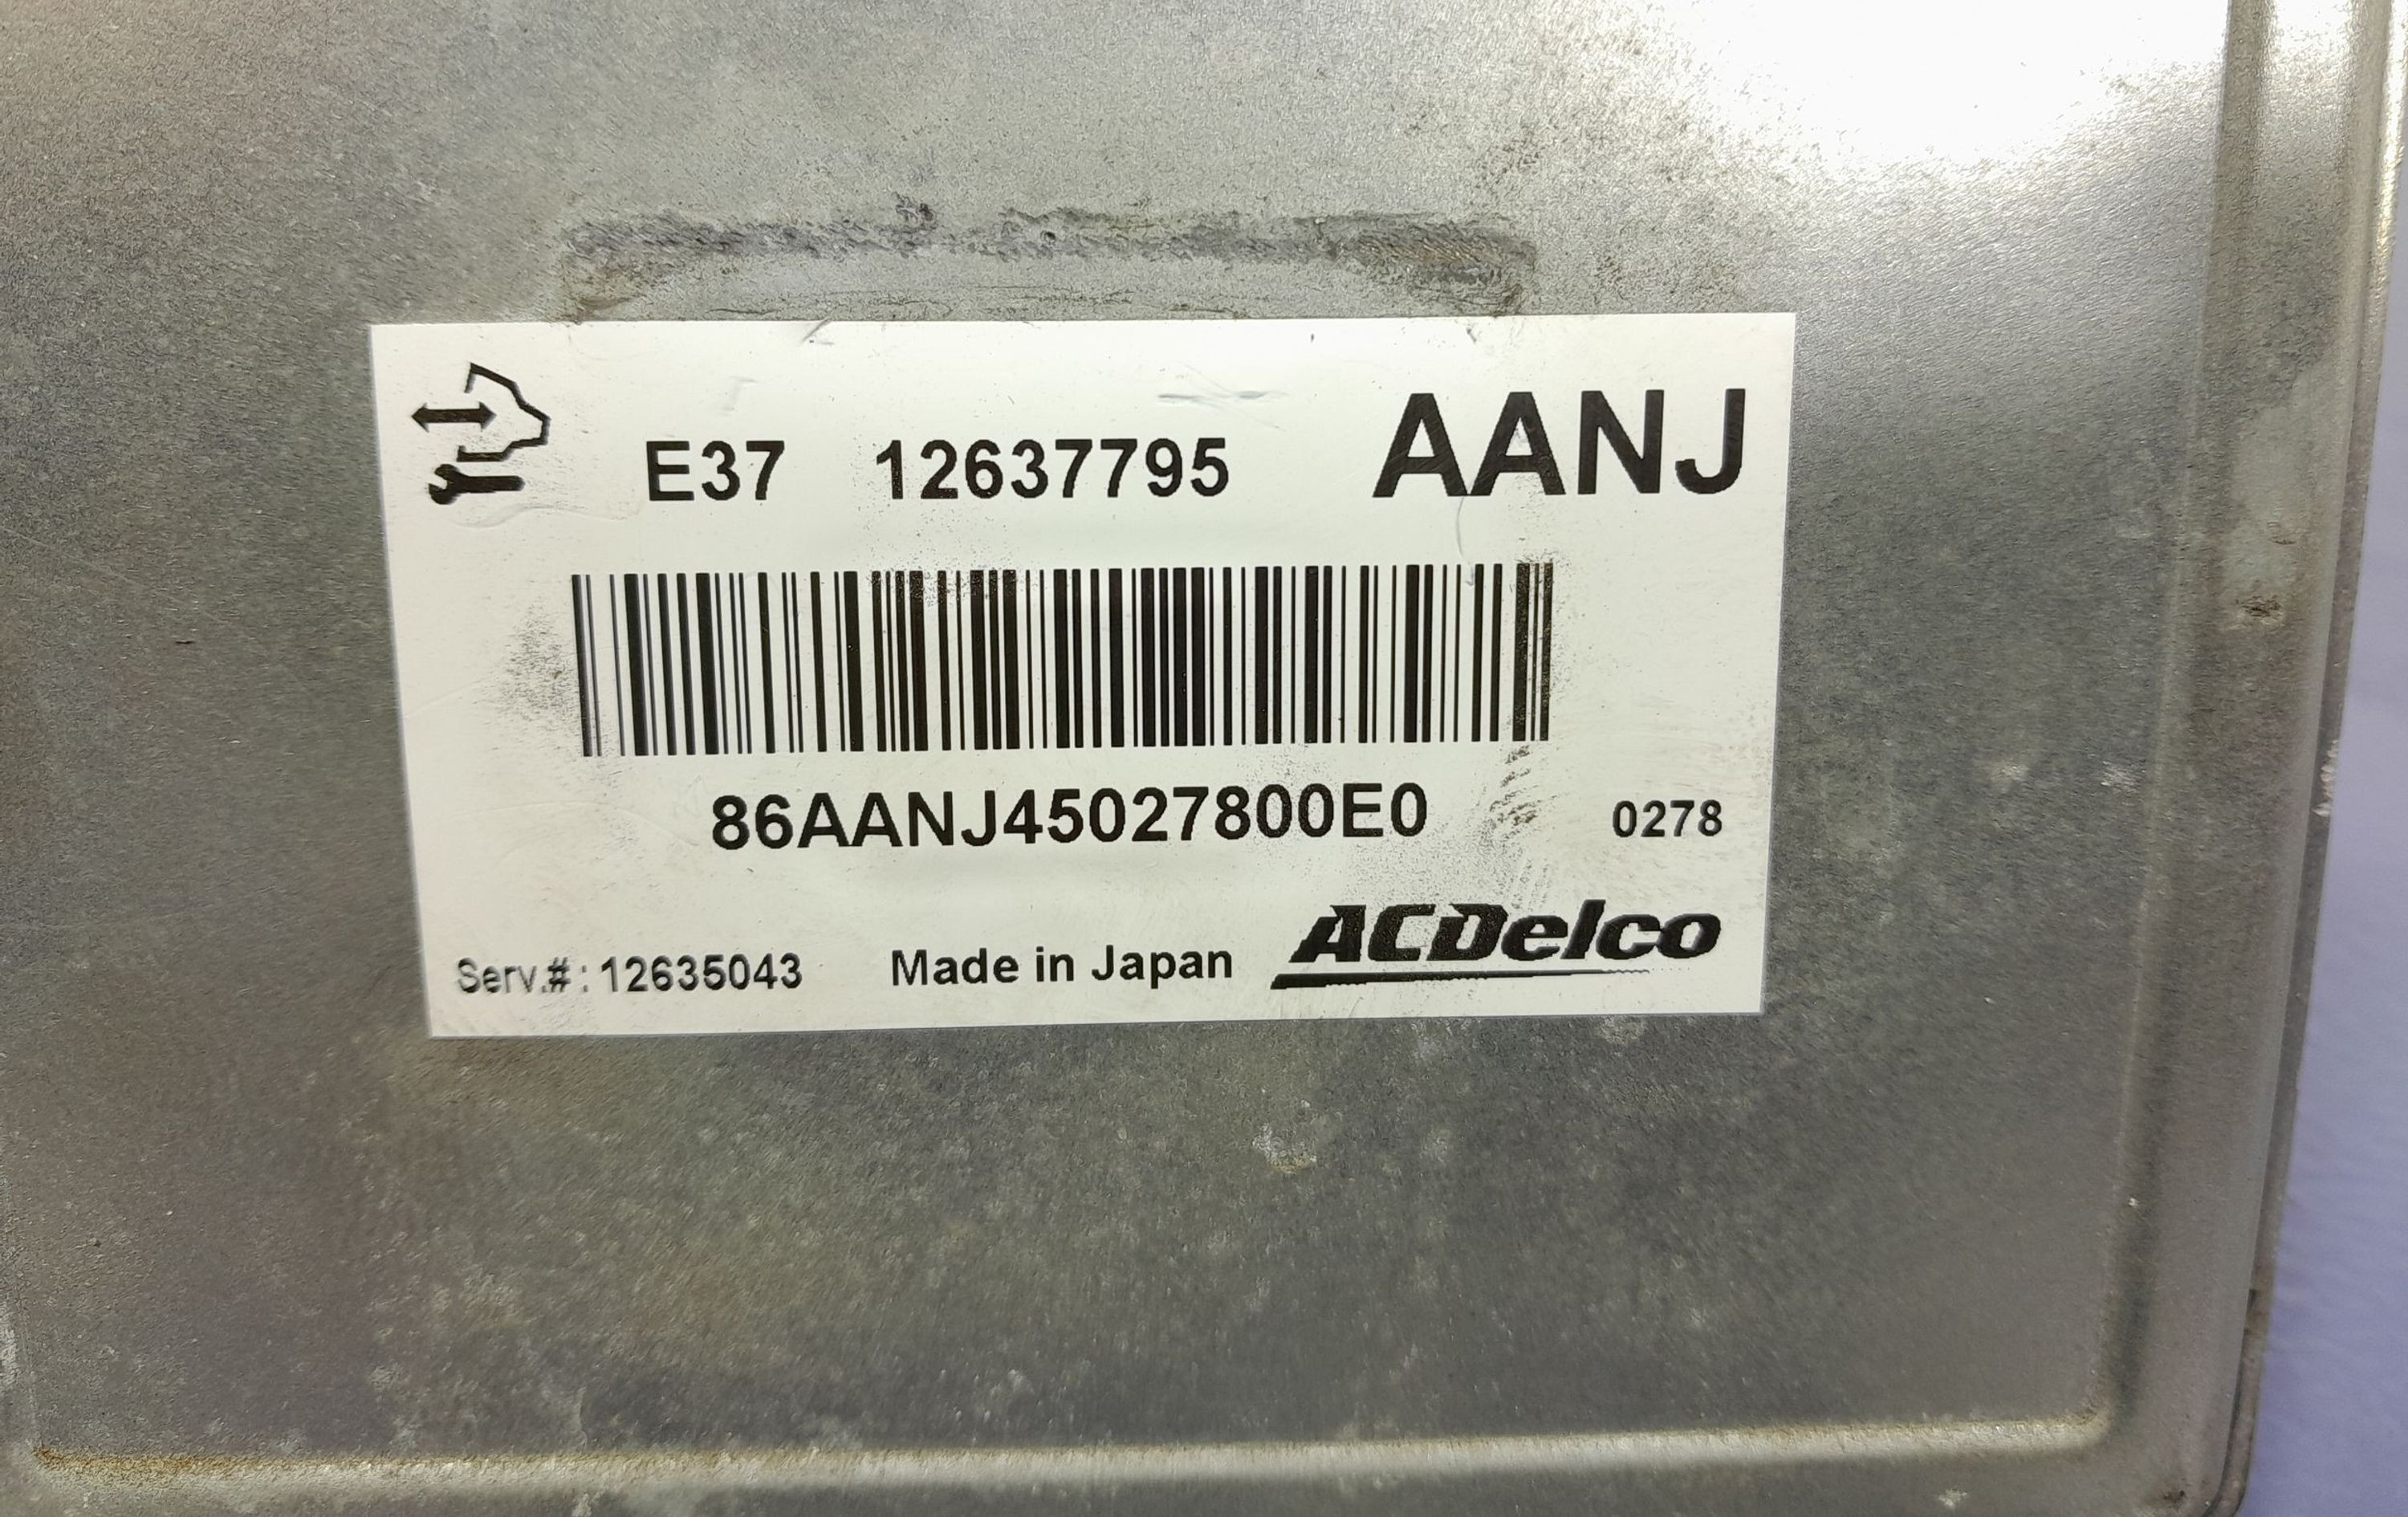 E37 12637795 AANJ
86AANJ45027800E0 0278
Serv.#: 12635043 Made in Japan ACDelco